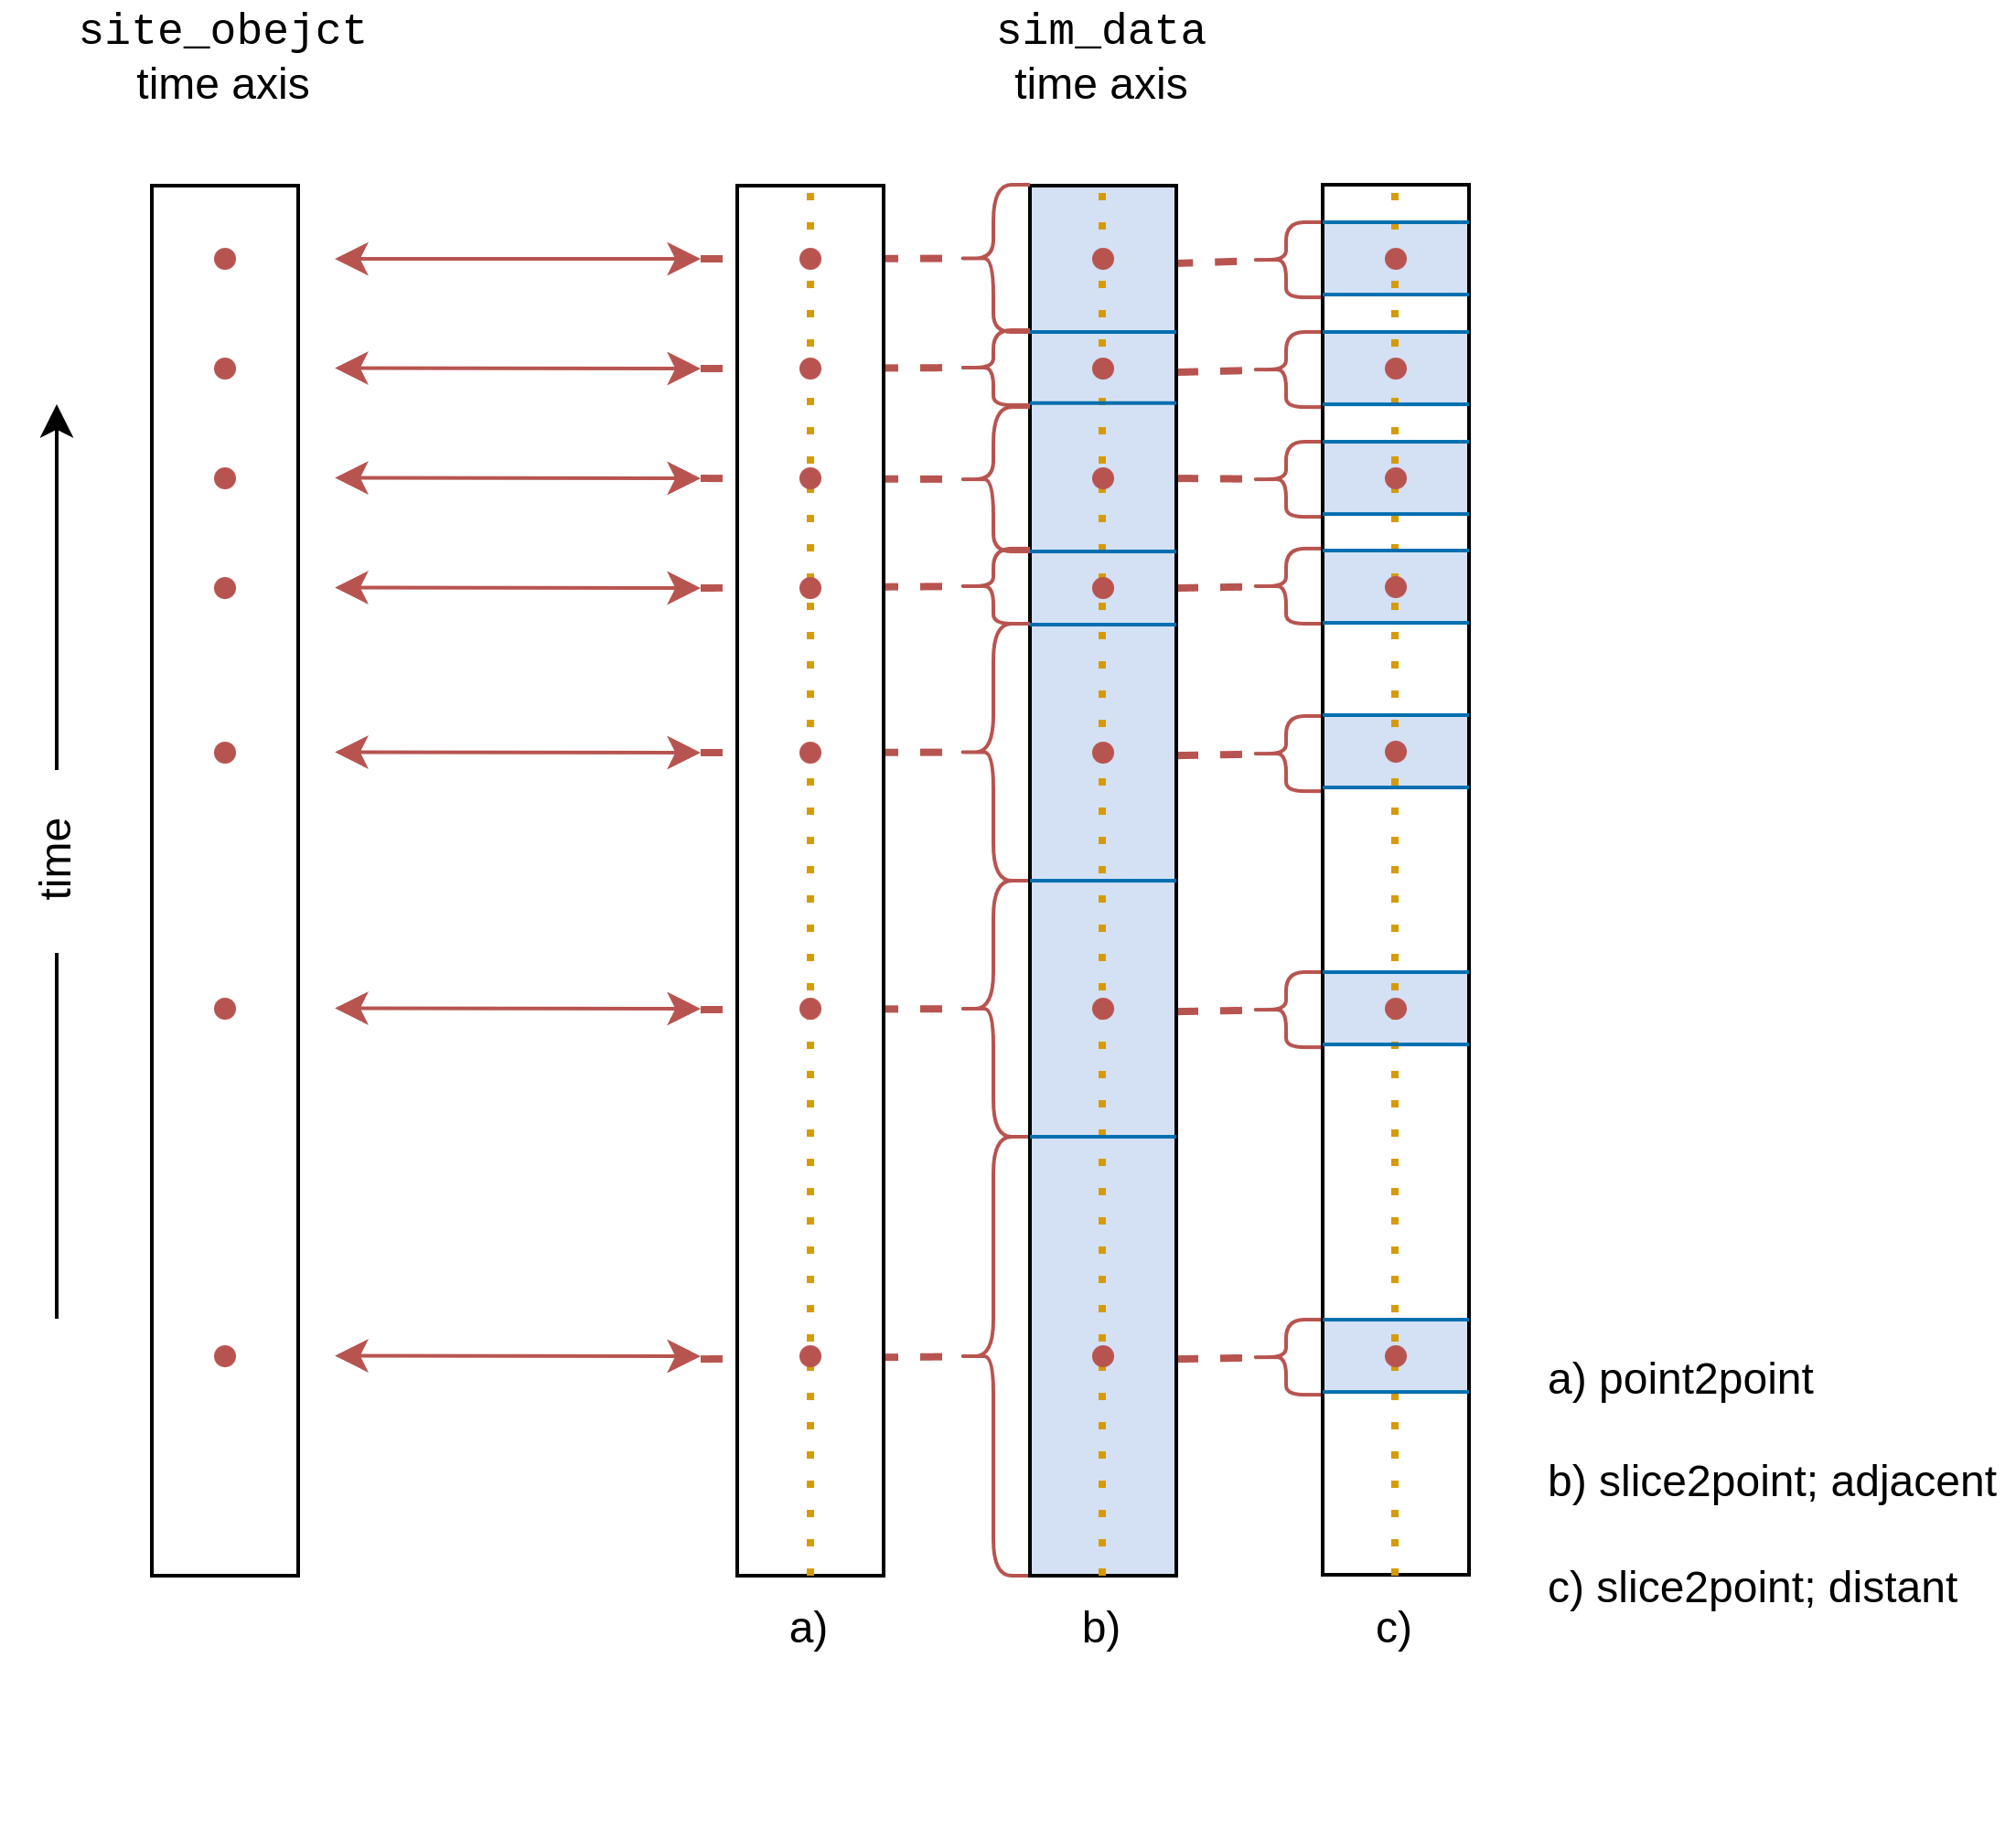 site_obejct
time axis
sim_data
time axis
time
a) point2point
b) slice2point; adjacent
c) slice2point; distant
a)
b)
c)